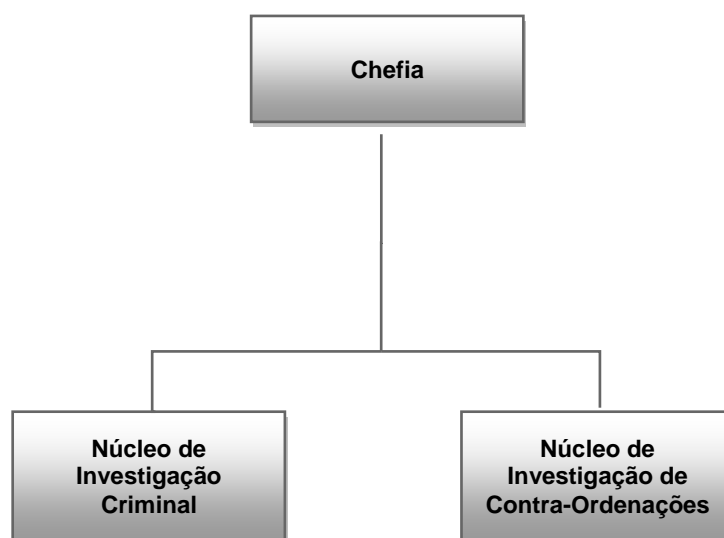 Chefia
Núcleo de
Investigação
Criminal
Núcleo de
Investigação de
Contra-Ordenações